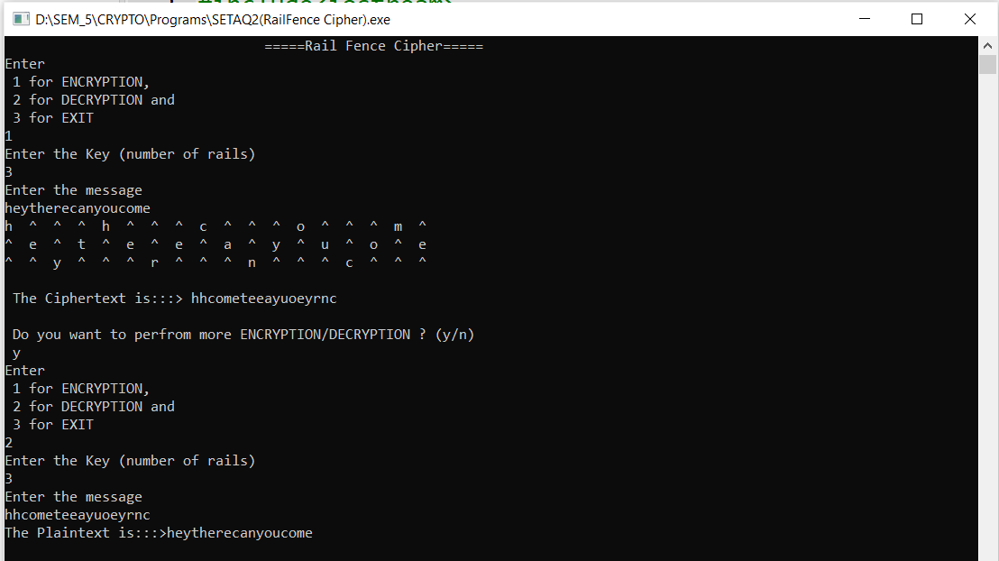 #include<iostream>
D:\SEM_5\CRYPTO\Programs\SETAQ2(RailFence Cipher).exe
=====Rail Fence Cipher=====
Enter
1 for ENCRYPTION,
2 for DECRYPTION and
3 for EXIT
1
Enter the Key (number of rails)
3
Enter the message
heytherecanyoucome
h ^ ^ ^ h ^ ^ ^ c ^ ^ ^ o ^ ^ ^ m ^
^ e ^ t ^ e ^ e ^ a ^ y ^ u ^ o ^ e
^ ^ y ^ ^ ^ r ^ ^ ^ n ^ ^ ^ c ^ ^ ^
The Ciphertext is:::> hhcometeeayuoeyrnc
Do you want to perfrom more ENCRYPTION/DECRYPTION ? (y/n)
y
Enter
1 for ENCRYPTION,
2 for DECRYPTION and
3 for EXIT
2
Enter the Key (number of rails)
3
Enter the message
hhcometeeayuoeyrnc
The Plaintext is:::>heytherecanyoucome